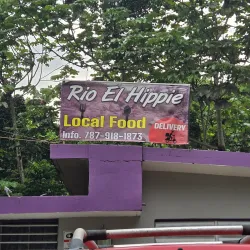 Rio El Hippie
Local Food
DELIVERY
Info. 787-918-1873